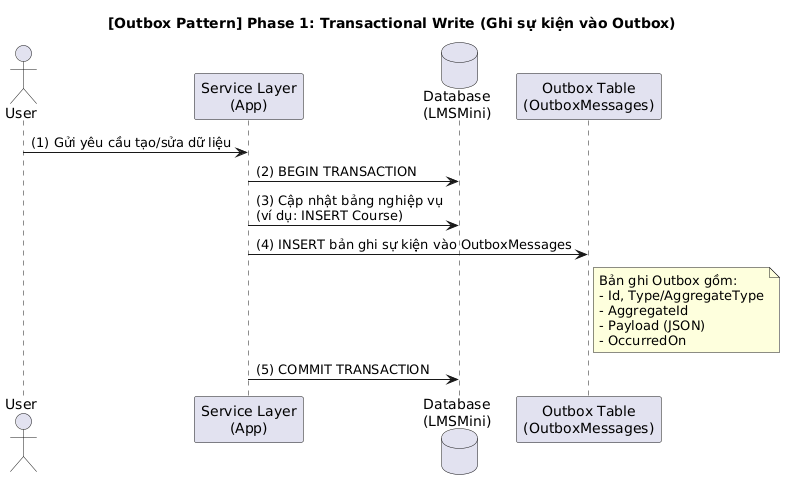 [Outbox Pattern] Phase 1: Transactional Write (Ghi sự kiện vào Outbox)
User
Service Layer
(App)
Database
(LMSMini)
Outbox Table
(OutboxMessages)
(1) Gửi yêu cầu tạo/sửa dữ liệu
(2) BEGIN TRANSACTION
(3) Cập nhật bảng nghiệp vụ
(ví dụ: INSERT Course)
(4) INSERT bản ghi sự kiện vào OutboxMessages
Bản ghi Outbox gồm:
- Id, Type/AggregateType
- AggregateId
- Payload (JSON)
- OccurredOn
(5) COMMIT TRANSACTION
User
Service Layer
(App)
Database
(LMSMini)
Outbox Table
(OutboxMessages)